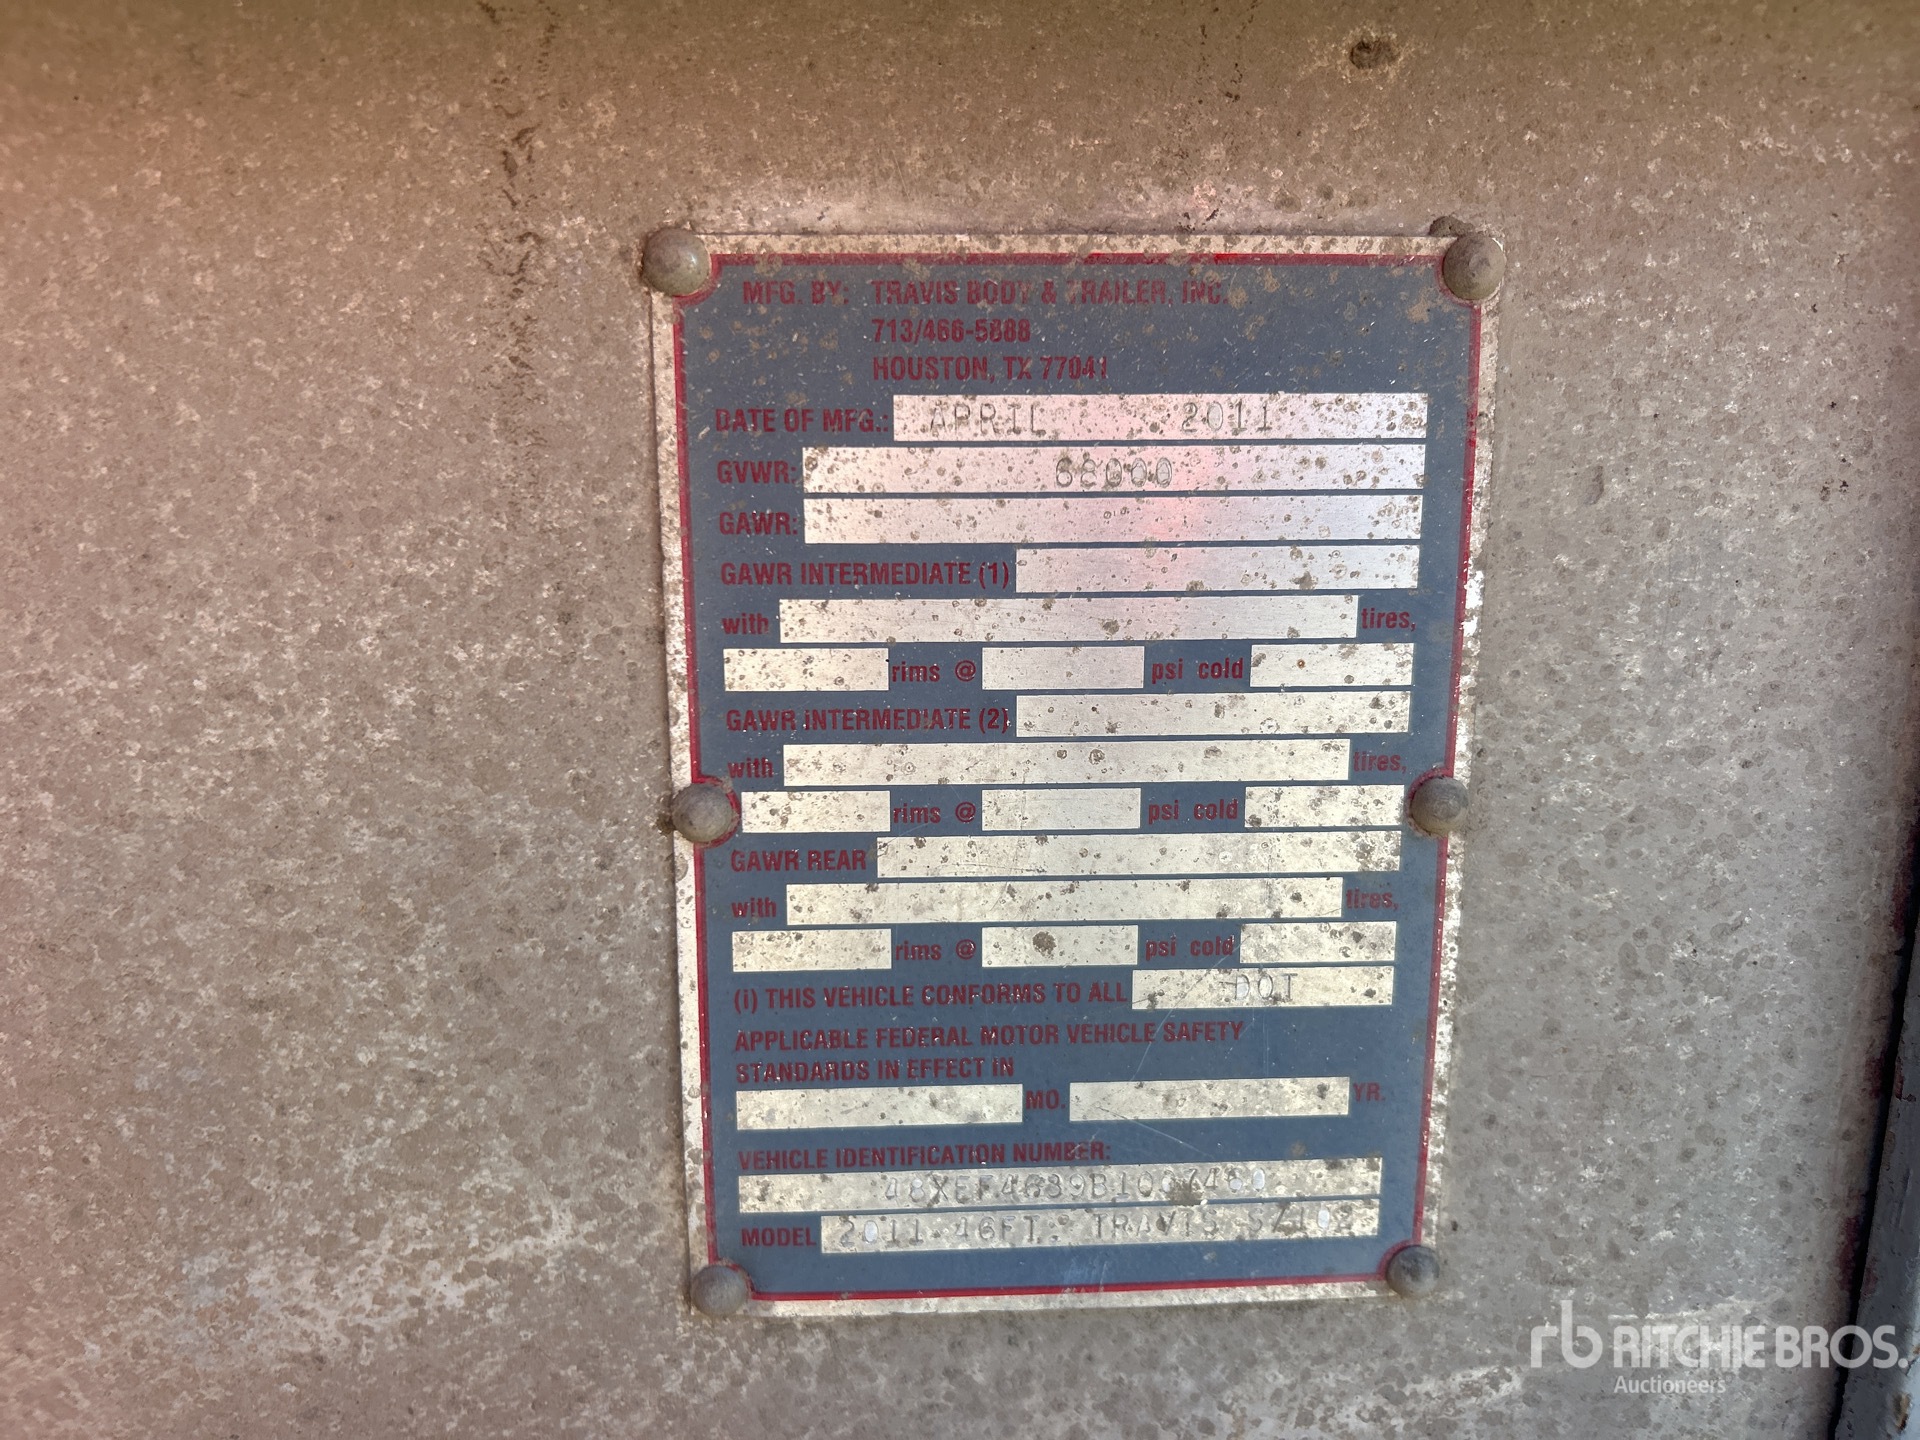 MFG. BY: TRAVIS BODY & TRAILER, INC.
713/466-5888
HOUSTON, TX 77041
DATE OF MFG.: APRIL 2011
GVWR: 68000
GAWR:
GAWR INTERMEDIATE (1)
with tires,
rims @ psi cold
GAWR INTERMEDIATE (2)
with tires,
rims @ psi cold
GAWR REAR
with tires,
rims @ psi cold
(i) THIS VEHICLE CONFORMS TO ALL DOT
APPLICABLE FEDERAL MOTOR VEHICLE SAFETY
STANDARDS IN EFFECT IN
MO. YR.
VEHICLE IDENTIFICATION NUMBER:
MODEL 2011 46FT. TRAVIS S/102
rb RITCHIE BROS.
Auctioneers